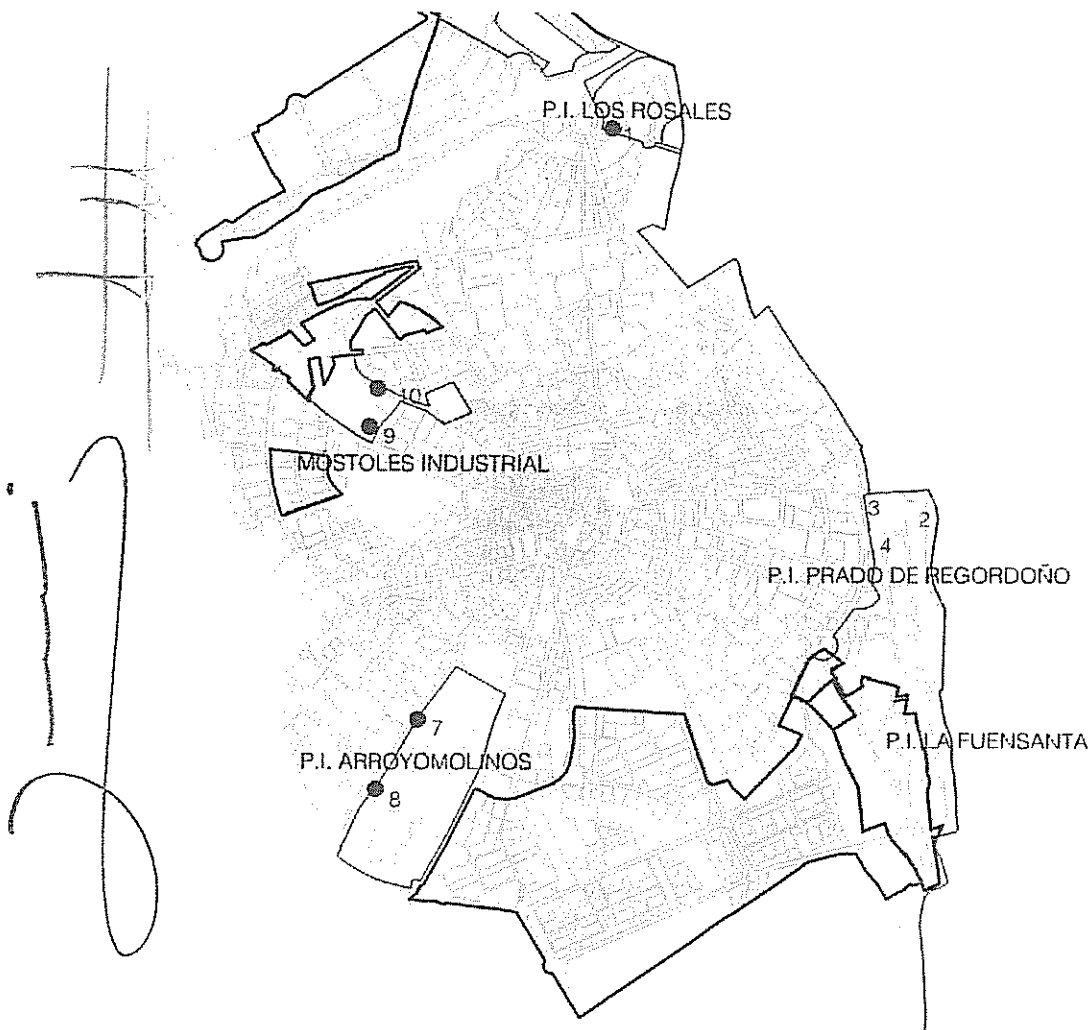 P.I. LOS ROSALES
1
10
9
MOSTOLES INDUSTRIAL
3
2
4
P.I. PRADO DE REGORDOÑO
7
P.I. LA FUENSANTA
P.I. ARROYOMOLINOS
8